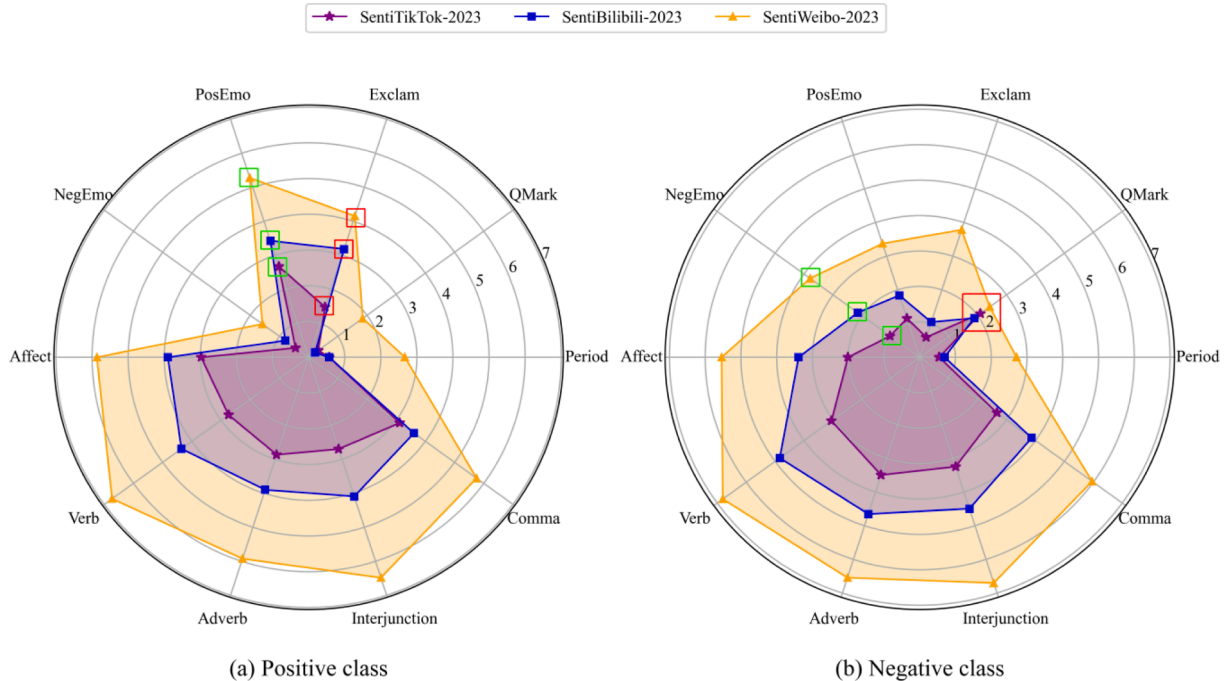 SentiTikTok-2023 SentiBilibili-2023 SentiWeibo-2023
PosEmo Exclam
NegEmo QMark
Affect Period
Verb Comma
Adverb Interjunction
1 2 3 4 5 6 7
(a) Positive class
PosEmo Exclam
NegEmo QMark
Affect Period
Verb Comma
Adverb Interjunction
1 2 3 4 5 6 7
(b) Negative class